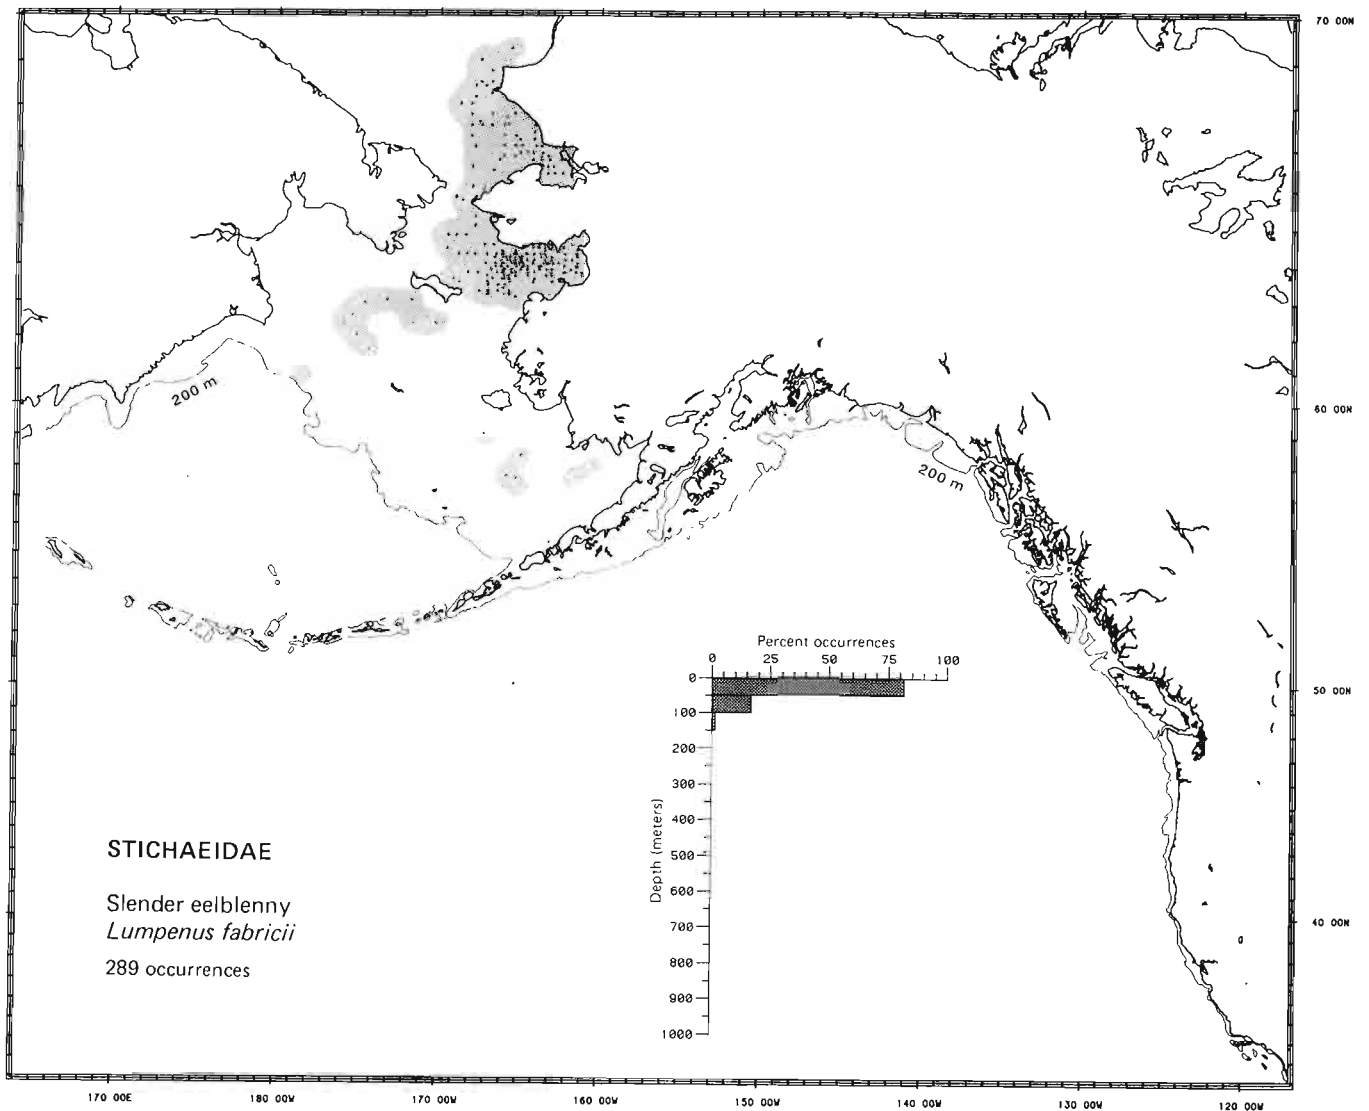 70 00N
200 m
60 00N
200 m
Percent occurrences
0 25 50 75 100
50 00N
0
100
200
300
400
500
600
700
800
900
1000
Depth (meters)
40 00N
STICHAEIDAE
Slender eelblenny
Lumpenus fabricii
289 occurrences
170 00E 180 00W 170 00W 160 00W 150 00W 140 00W 130 00W 120 00W